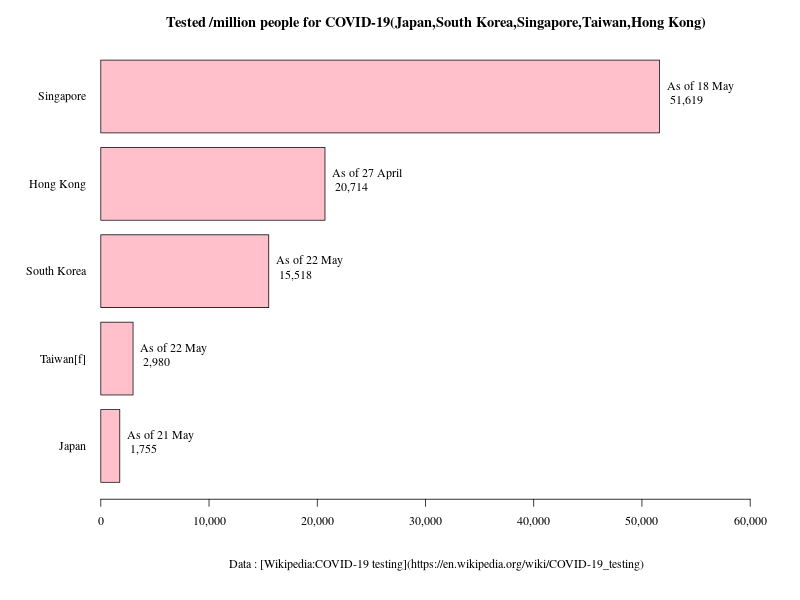 Tested /million people for COVID-19(Japan,South Korea,Singapore,Taiwan,Hong Kong)
Singapore
As of 18 May
51,619
Hong Kong
As of 27 April
20,714
South Korea
As of 22 May
15,518
Taiwan[f]
As of 22 May
2,980
Japan
As of 21 May
1,755
0 10,000 20,000 30,000 40,000 50,000 60,000
Data : [Wikipedia:COVID-19 testing](https://en.wikipedia.org/wiki/COVID-19_testing)